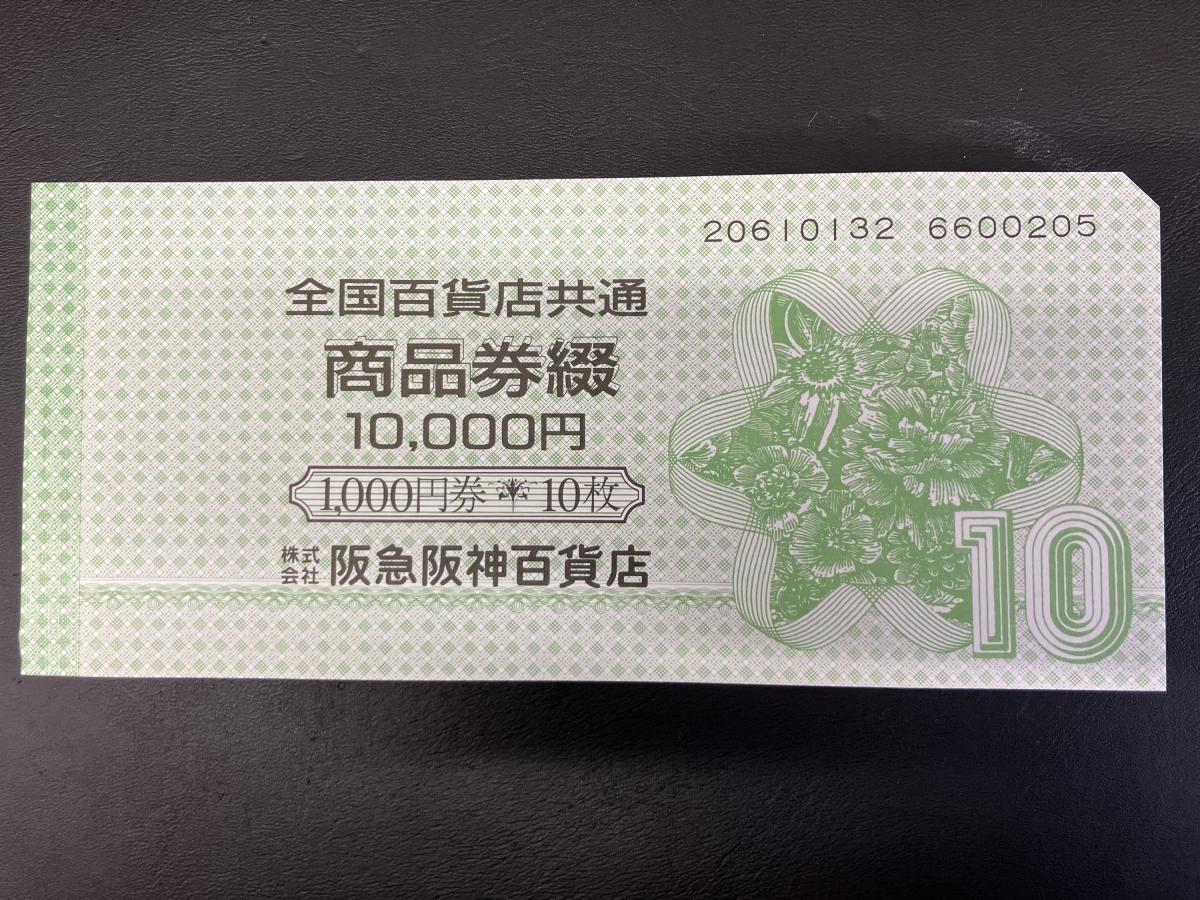 20610132 6600205
全国百貨店共通
商品券綴
10,000円
1,000円券 10枚
株式会社 阪急阪神百貨店
10